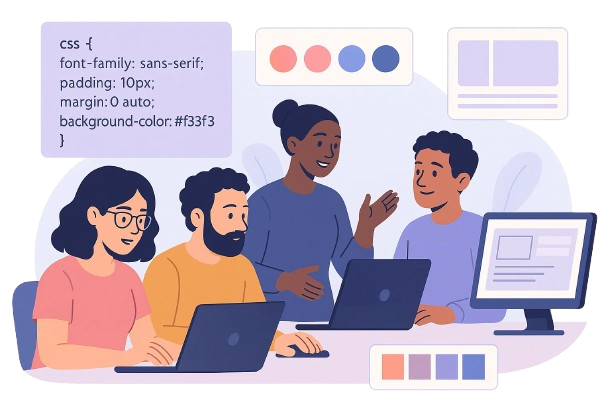 css -{
font-family: sans-serif;
padding: 10px;
margin: 0 auto;
background-color: #f33f3
}